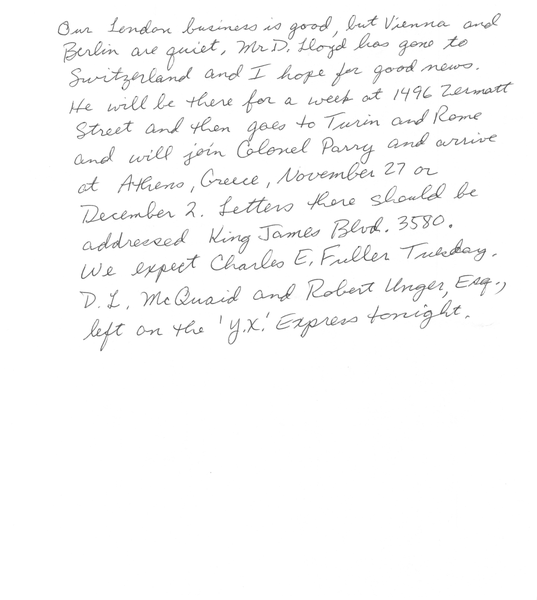 Our London business is good, but Vienna and
Berlin are quiet. Mr. D. Lloyd has gone to
Switzerland and I hope for good news.
He will be there for a week at 1496 Zermatt
Street and then goes to Turin and Rome
and will join Colonel Parry and arrive
at Athens, Greece, November 27 or
December 2. Letters there should be
addressed King James Blvd. 3580.
We expect Charles E. Fuller Tuesday.
D. L. McQuaid and Robert Unger, Esq.,
left on the 'Y.X.' Express tonight.